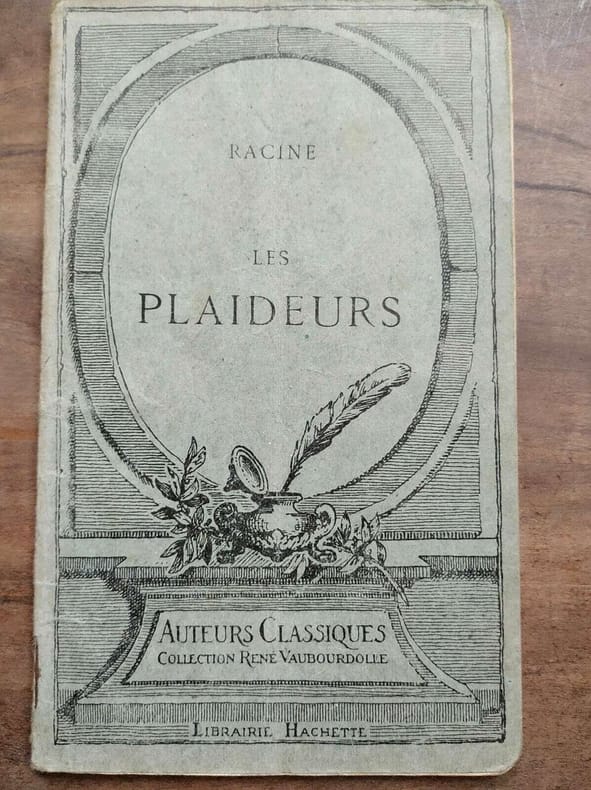 RACINE
LES
PLAIDEURS
AUTEURS CLASSIQUES
COLLECTION RENÉ VAUBOURDOLLE
LIBRAIRIE HACHETTE